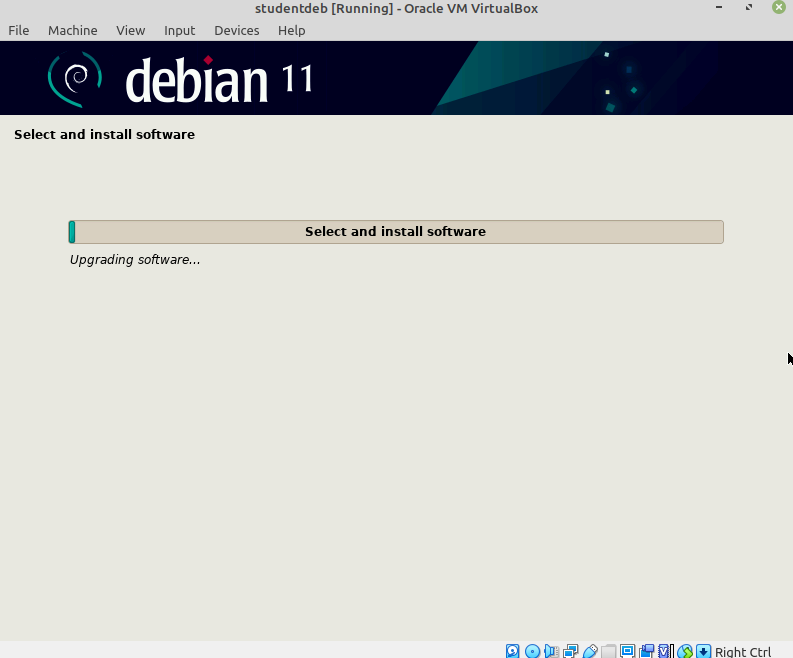 studentdeb [Running] - Oracle VM VirtualBox
File Machine View Input Devices Help
debian 11
Select and install software
Select and install software
Upgrading software...
Right Ctrl